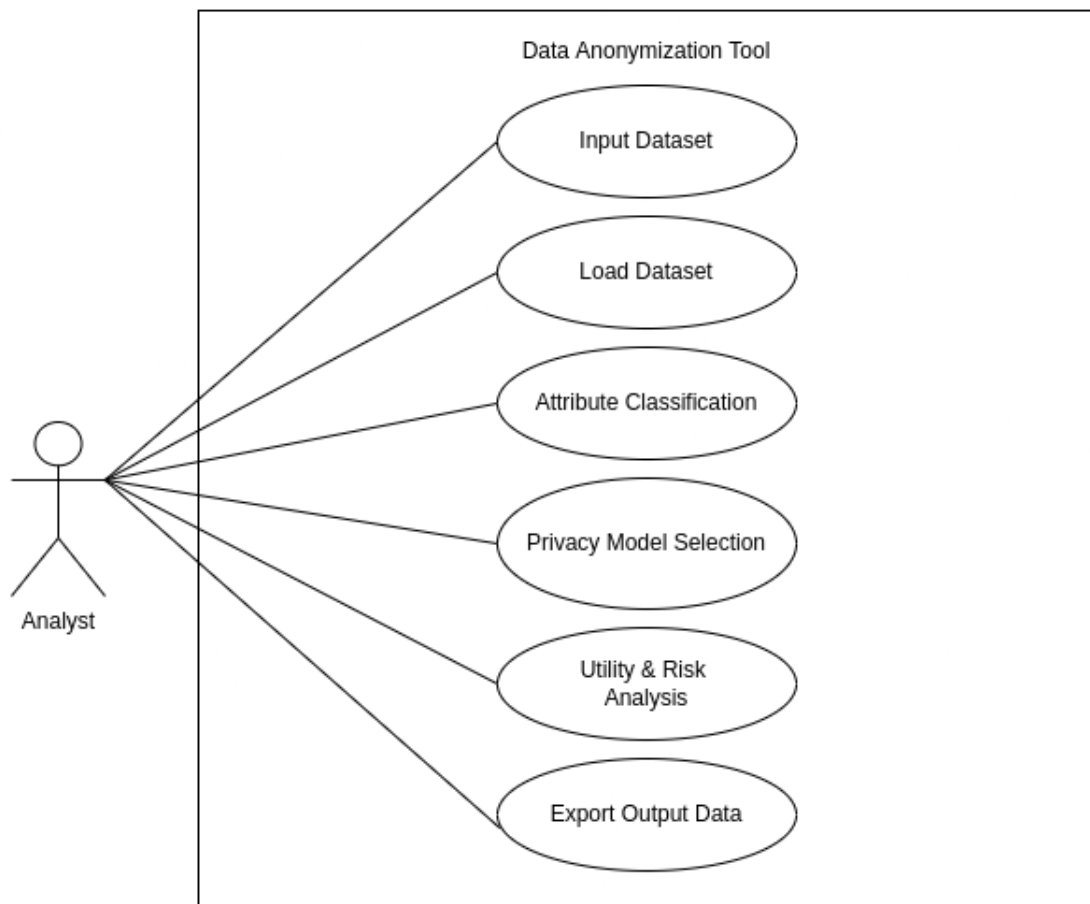 Data Anonymization Tool
Input Dataset
Load Dataset
Attribute Classification
Privacy Model Selection
Utility & Risk
Analysis
Export Output Data
Analyst